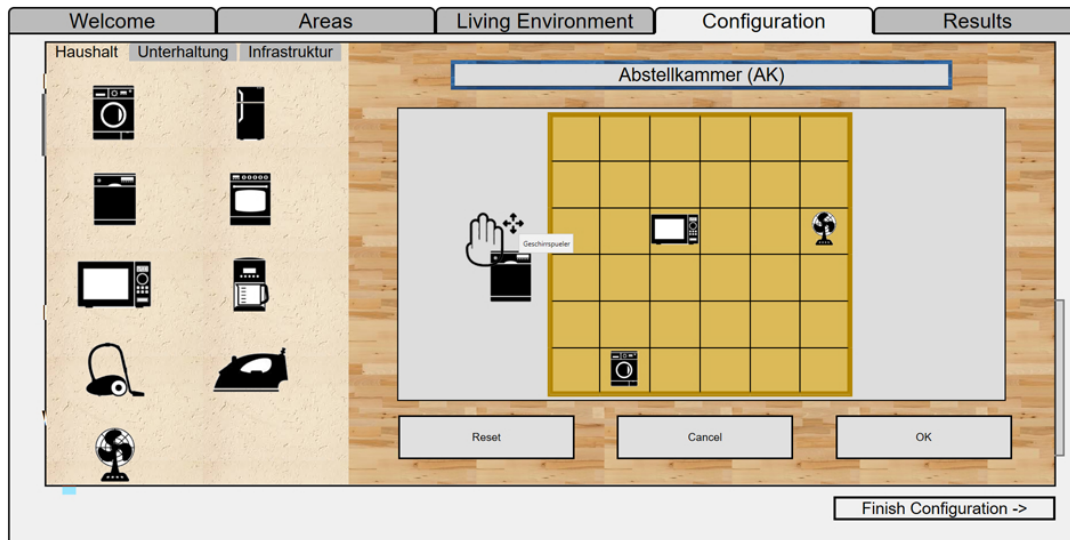 Welcome
Areas
Living Environment
Configuration
Results
Haushalt
Unterhaltung
Infrastruktur
Abstellkammer (AK)
Geschirrspueler
Reset
Cancel
OK
Finish Configuration ->